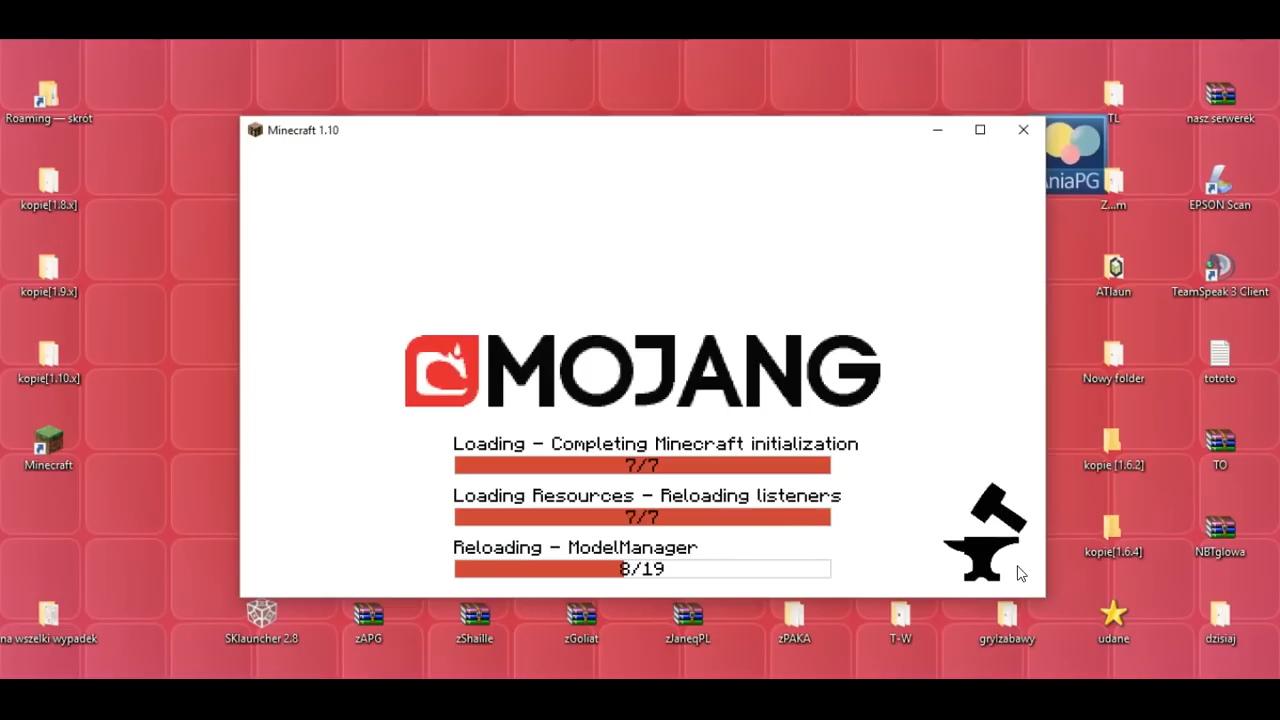 Roaming — skrót
kopie[1.8.x]
kopie[1.9.x]
kopie[1.10.x]
Minecraft
na wszelki wypadek
Minecraft 1.10
MOJANG
Loading - Completing Minecraft initialization
7/7
Loading Resources - Reloading listeners
7/7
Reloading - ModelManager
8/19
SKlauncher 2.8
zAPG
zShaille
zGoliat
zJaneqPL
zPAKA
T-W
gryIzabawy
udane
dzisiaj
TL
niaPG
Z...m
ATlaun
Nowy folder
kopie [1.6.2]
kopie[1.6.4]
nasz serwerek
EPSON Scan
TeamSpeak 3 Client
tototo
TO
NBTglowa